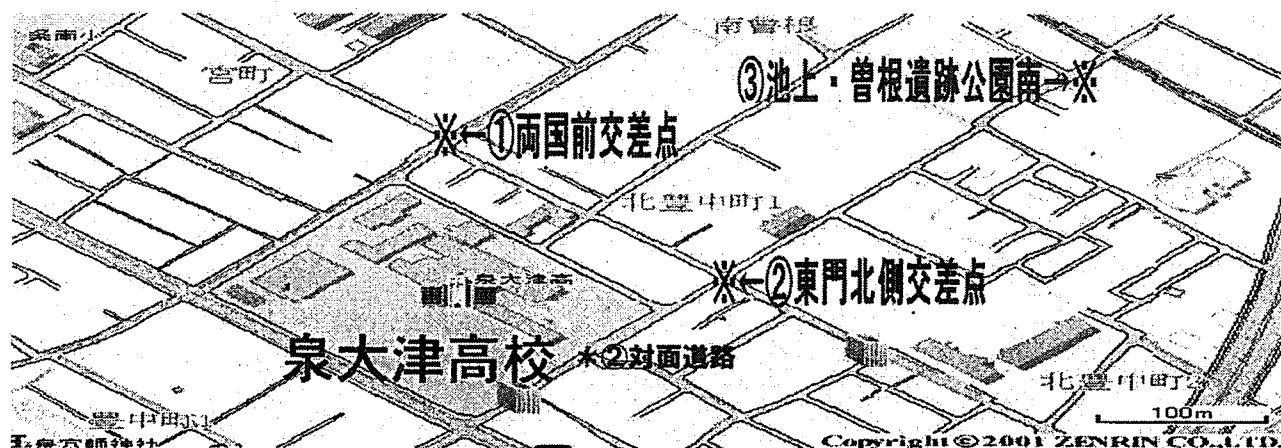 条南小
南曽根
宮町
③池上・曽根遺跡公園南→※
※←①両国前交差点
北豊中町1
泉大津高
※←②東門北側交差点
泉大津高校
*②対面道路
北豊中町2
豊中町1
100m
Copyright ©2001 ZENRIN CO.,LTD